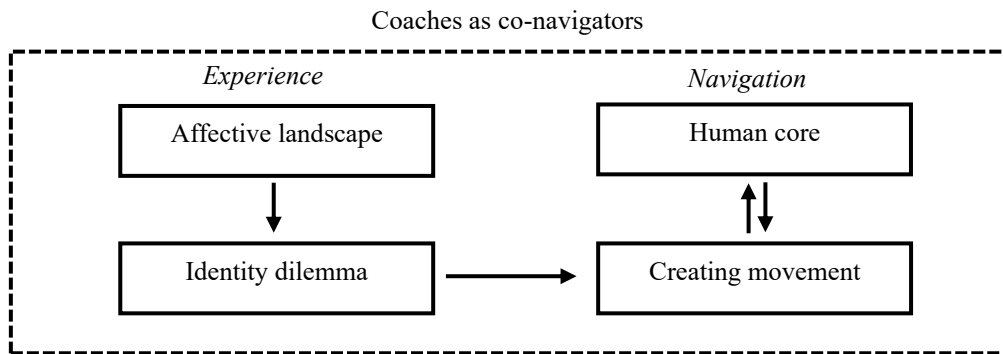 Coaches as co-navigators
Experience
Navigation
Affective landscape
Human core
Identity dilemma
Creating movement